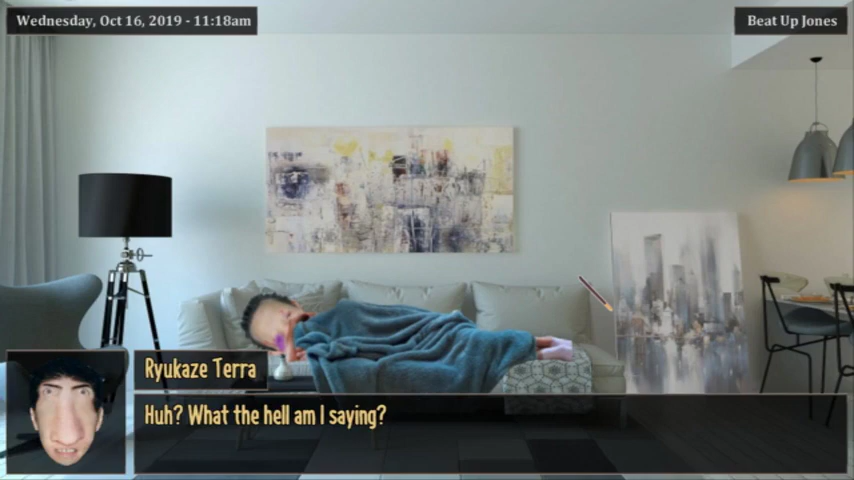 Wednesday, Oct 16, 2019 - 11:18am
Beat Up Jones
Ryukaze Terra
Huh? What the hell am I saying?